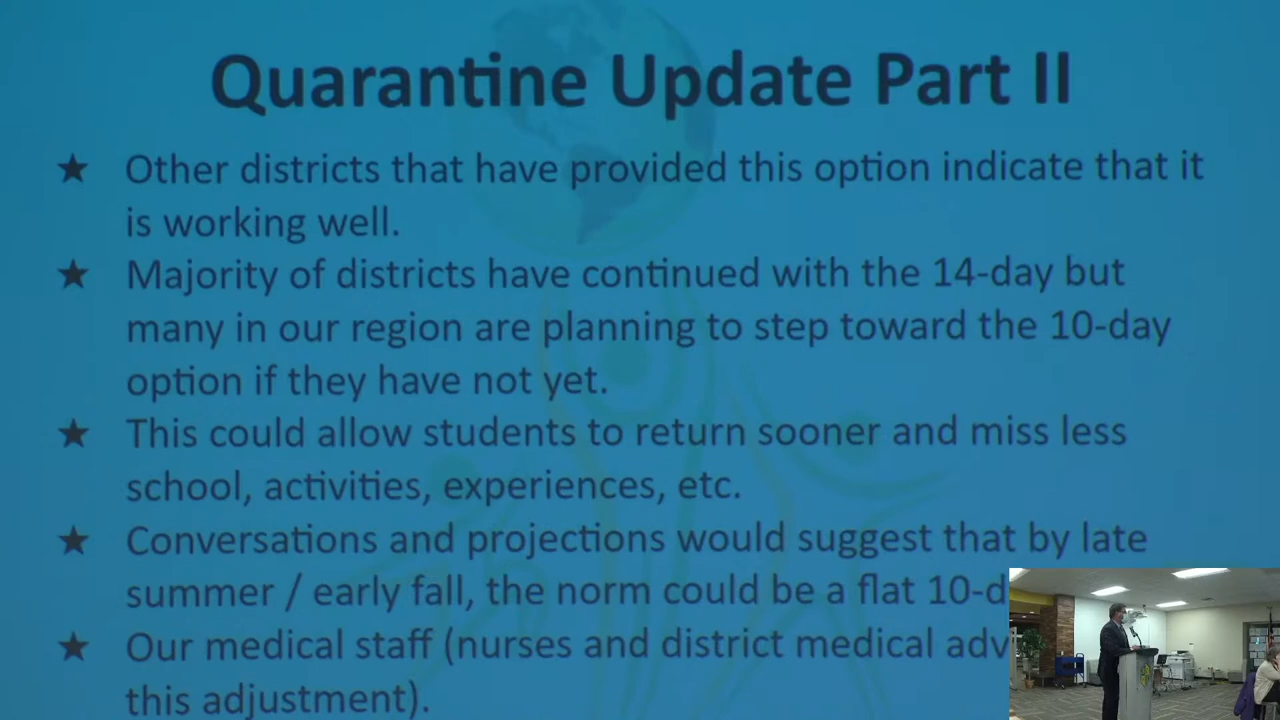 Quarantine Update Part II
★ Other districts that have provided this option indicate that it
is working well.
★ Majority of districts have continued with the 14-day but
many in our region are planning to step toward the 10-day
option if they have not yet.
★ This could allow students to return sooner and miss less
school, activities, experiences, etc.
★ Conversations and projections would suggest that by late
summer / early fall, the norm could be a flat 10-d
★ Our medical staff (nurses and district medical adv
this adjustment).